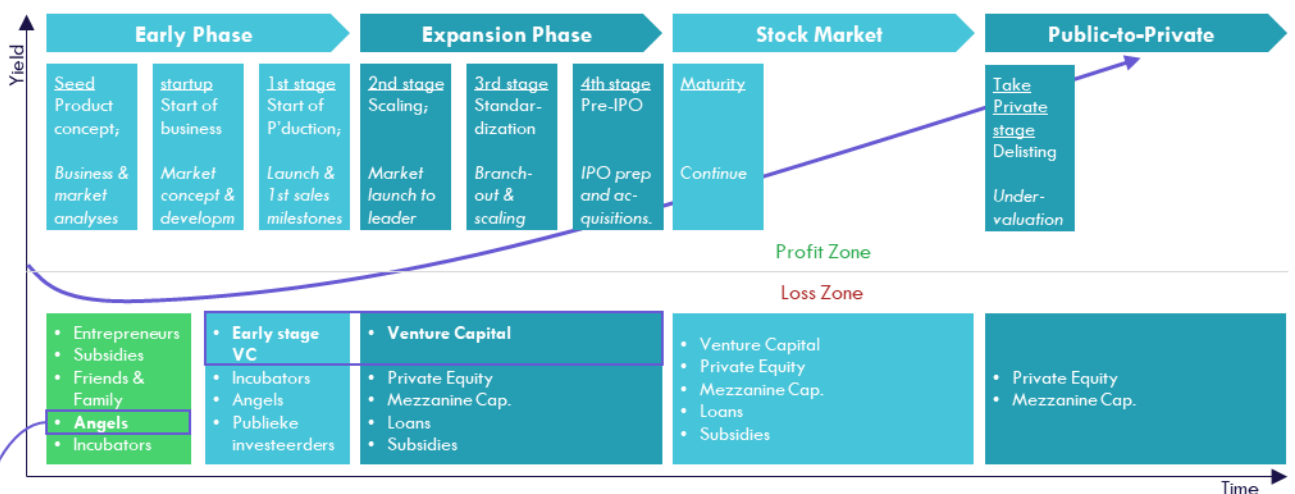 Yield
Early Phase
Expansion Phase
Stock Market
Public-to-Private
Seed
Product
concept;
Business &
market
analyses
startup
Start of
business
Market
concept &
developm
1st stage
Start of
P'duction;
Launch &
1st sales
milestones
2nd stage
Scaling;
Market
launch to
leader
3rd stage
Standar-
dization
Branch-
out &
scaling
4th stage
Pre-IPO
IPO prep
and ac-
quisitions.
Maturity
Continue
Take
Private
stage
Delisting
Under-
valuation
Profit Zone
Loss Zone
• Entrepreneurs
• Subsidies
• Friends &
Family
• Angels
• Incubators
• Early stage
VC
• Incubators
• Angels
• Publieke
investeerders
• Venture Capital
• Private Equity
• Mezzanine Cap.
• Loans
• Subsidies
• Venture Capital
• Private Equity
• Mezzanine Cap.
• Loans
• Subsidies
• Private Equity
• Mezzanine Cap.
Time